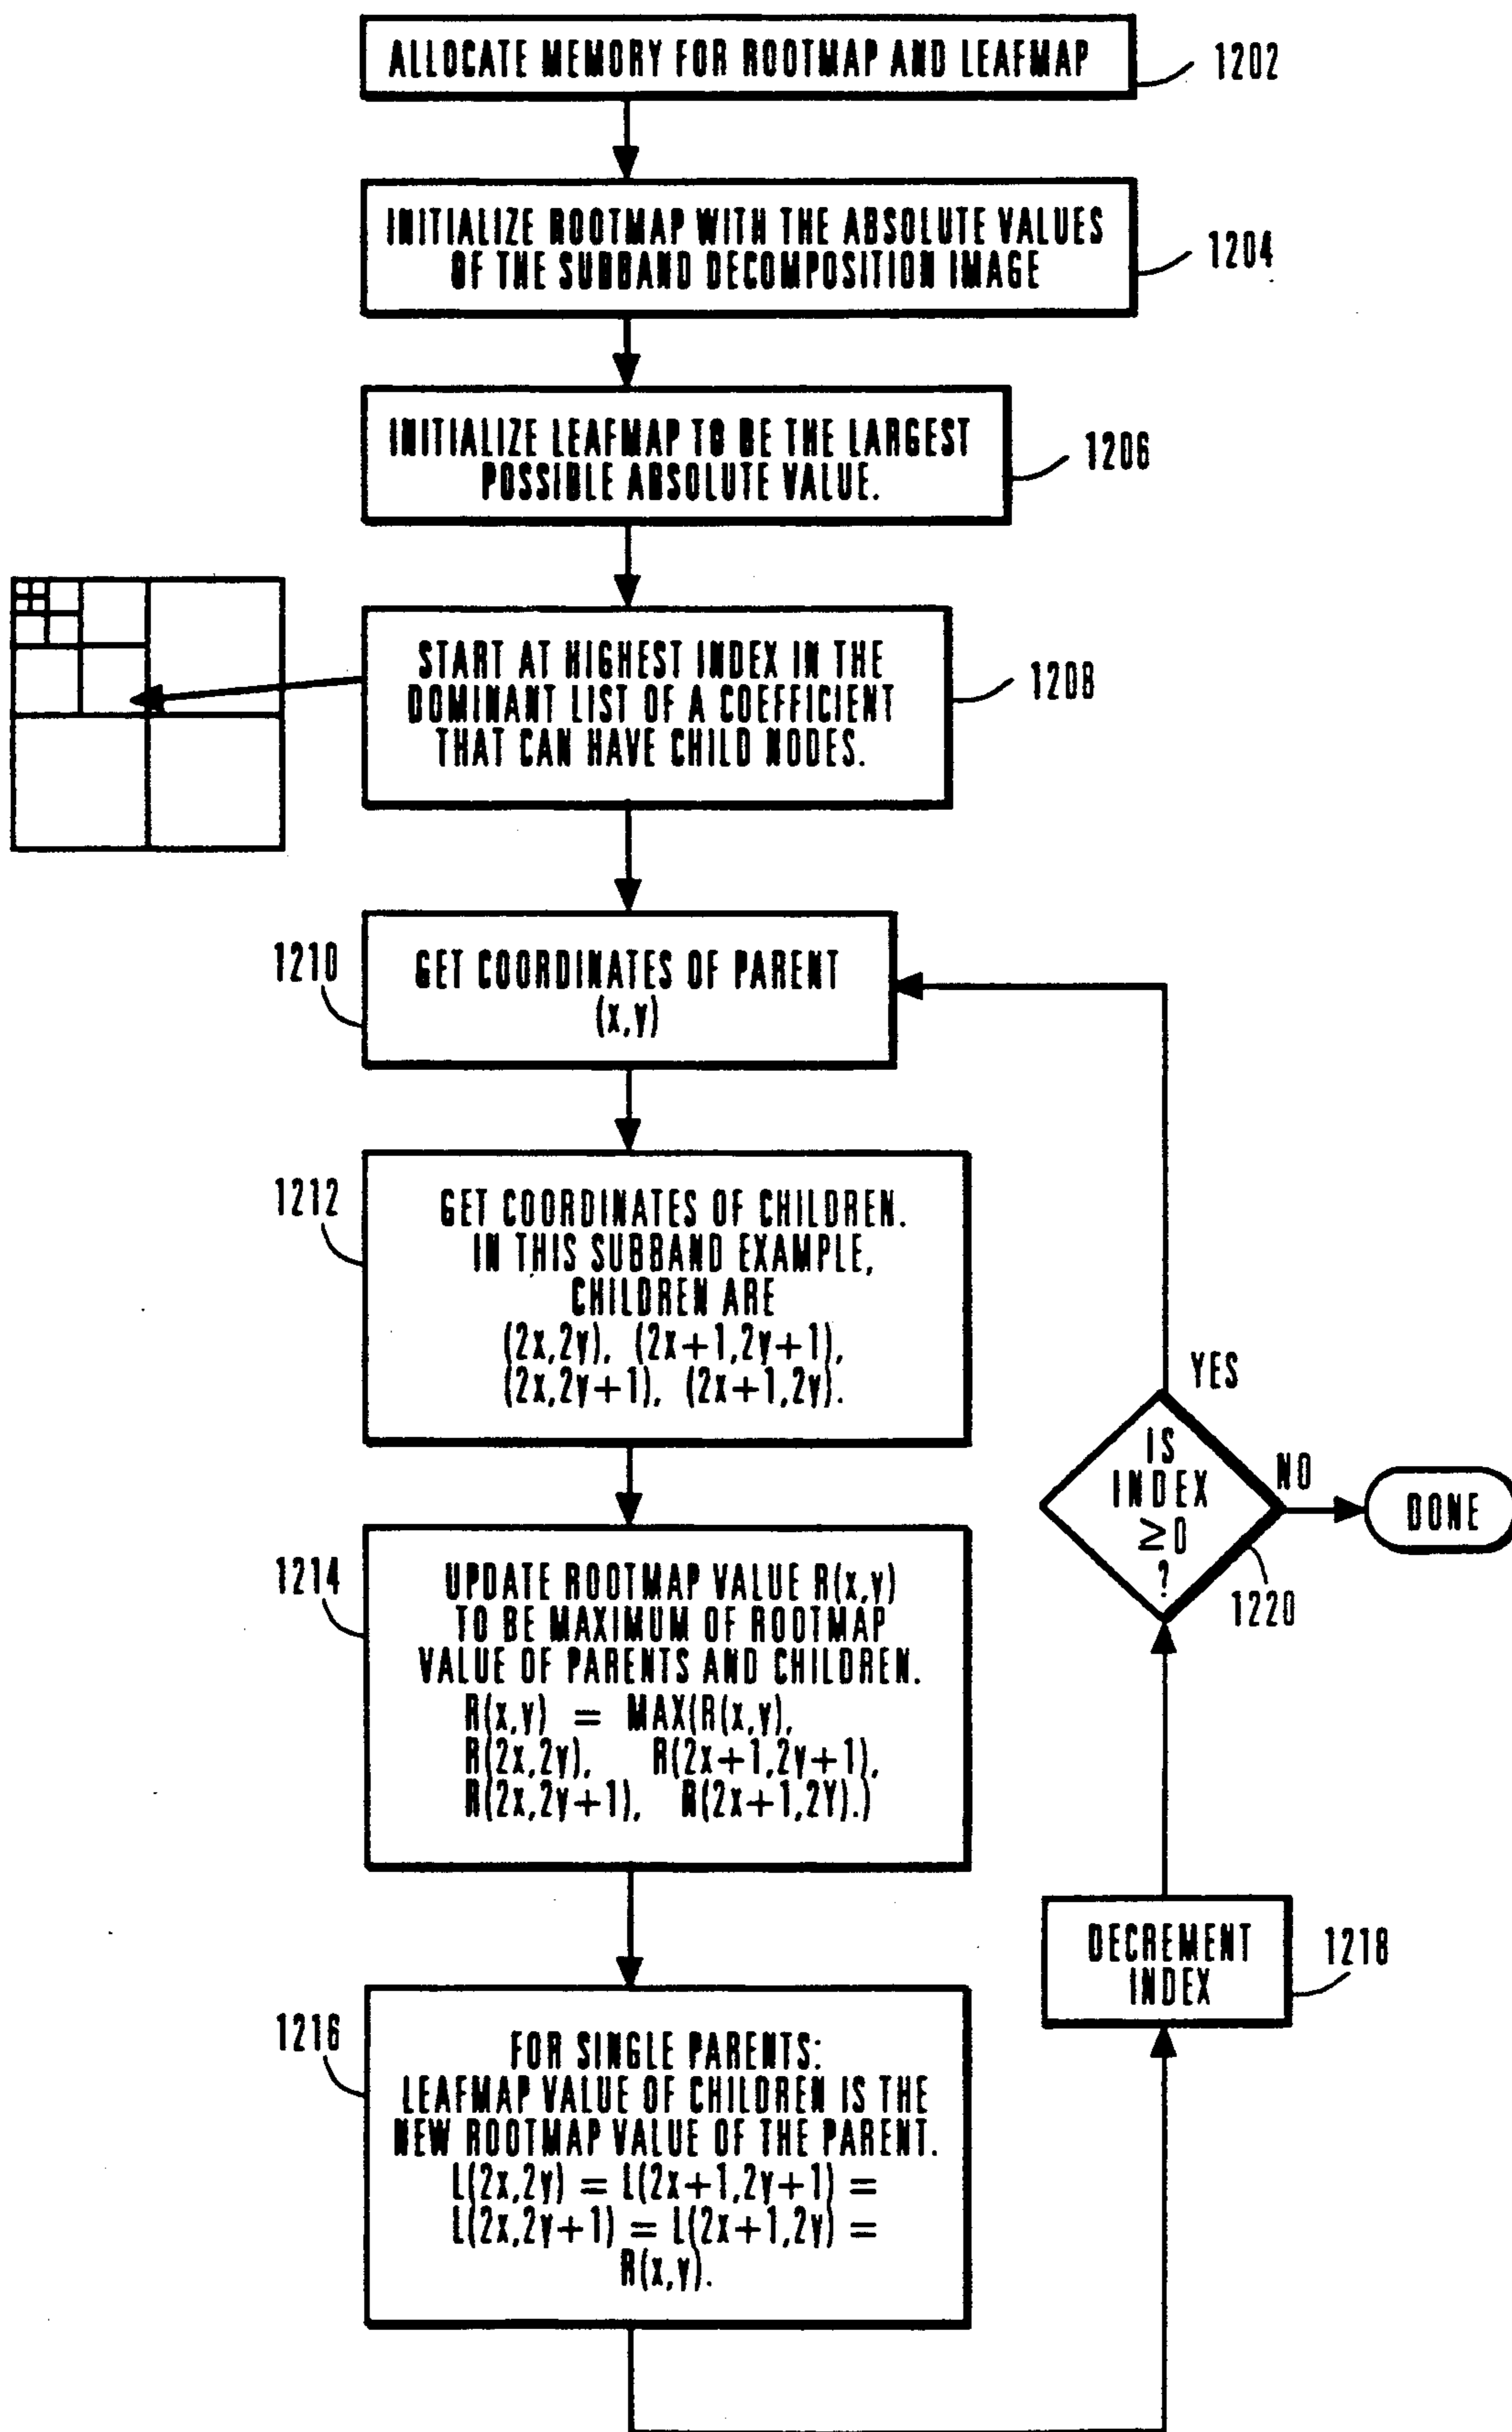 ALLOCATE MEMORY FOR ROOTMAP AND LEAFMAP
1202
INITIALIZE ROOTMAP WITH THE ABSOLUTE VALUES
OF THE SUBBAND DECOMPOSITION IMAGE
1204
INITIALIZE LEAFMAP TO BE THE LARGEST
POSSIBLE ABSOLUTE VALUE.
1206
START AT HIGHEST INDEX IN THE
DOMINANT LIST OF A COEFFICIENT
THAT CAN HAVE CHILD NODES.
1208
1210
GET COORDINATES OF PARENT
(x,y)
1212
GET COORDINATES OF CHILDREN.
IN THIS SUBBAND EXAMPLE,
CHILDREN ARE
(2x,2y), (2x+1,2y+1),
(2x,2y+1), (2x+1,2y).
1214
UPDATE ROOTMAP VALUE R(x,y)
TO BE MAXIMUM OF ROOTMAP
VALUE OF PARENTS AND CHILDREN.
R(x,y) = MAX(R(x,y),
R(2x,2y), R(2x+1,2y+1),
R(2x,2y+1), R(2x+1,2Y).)
1216
FOR SINGLE PARENTS:
LEAFMAP VALUE OF CHILDREN IS THE
NEW ROOTMAP VALUE OF THE PARENT.
L(2x,2y) = L(2x+1,2y+1) =
L(2x,2y+1) = L(2x+1,2y) =
R(x,y).
DECREMENT
INDEX
1218
IS
INDEX
≥0
?
1220
YES
NO
DONE